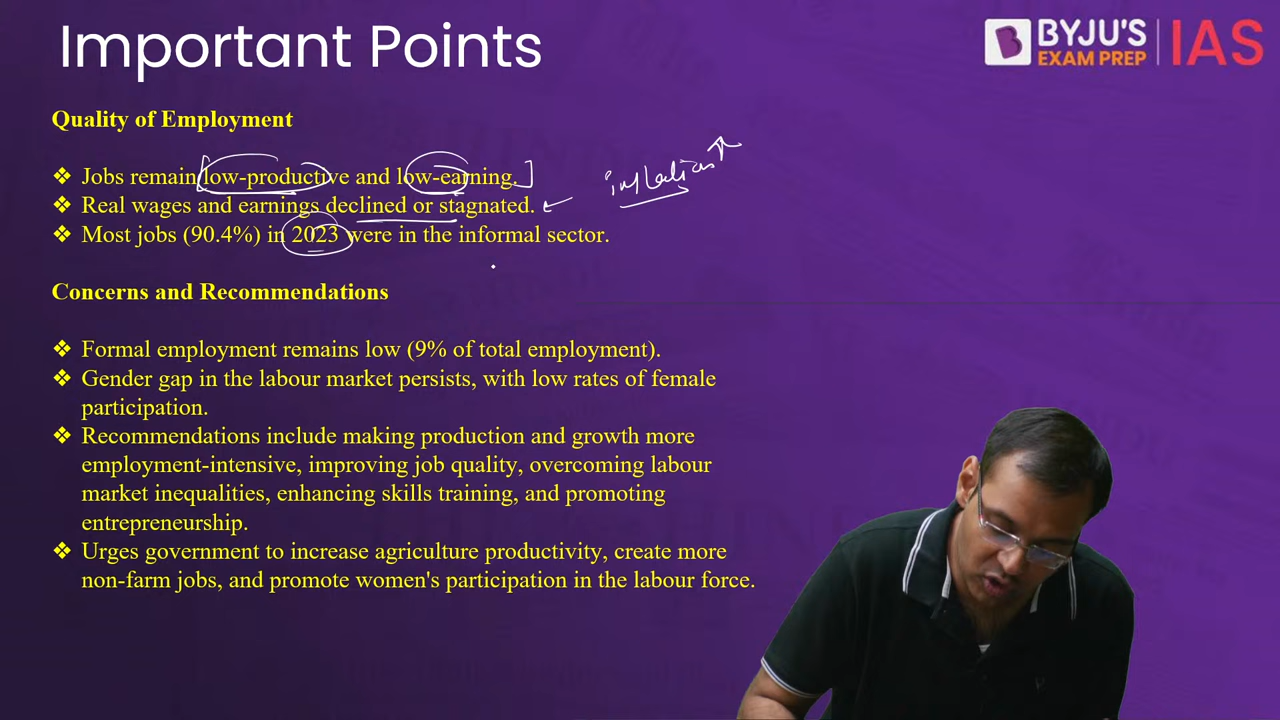 Important Points
BYJU'S
EXAM PREP
IAS
Quality of Employment
❖ Jobs remain low-productive and low-earning.
inflation
❖ Real wages and earnings declined or stagnated.
❖ Most jobs (90.4%) in 2023 were in the informal sector.
Concerns and Recommendations
❖ Formal employment remains low (9% of total employment).
❖ Gender gap in the labour market persists, with low rates of female
participation.
❖ Recommendations include making production and growth more
employment-intensive, improving job quality, overcoming labour
market inequalities, enhancing skills training, and promoting
entrepreneurship.
❖ Urges government to increase agriculture productivity, create more
non-farm jobs, and promote women's participation in the labour force.